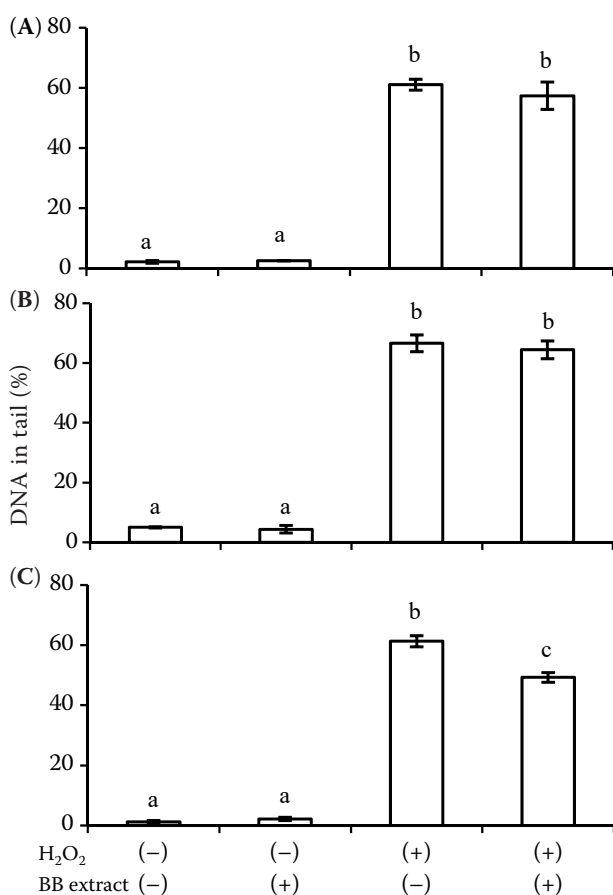 (A)
80
60
40
20
0
a
a
b
b
(B)
80
60
40
20
0
a
a
b
b
DNA in tail (%)
(C)
80
60
40
20
0
a
a
b
c
H₂O₂ (−) (−) (+) (+)
BB extract (−) (+) (−) (+)